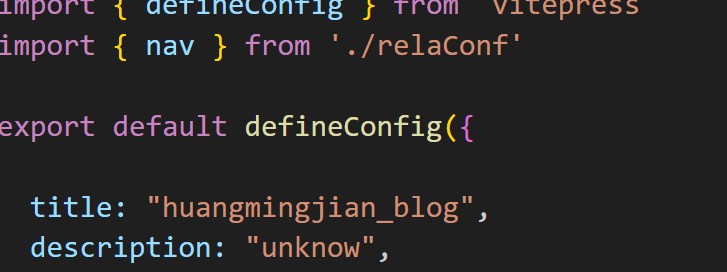 import { defineConfig } from 'vitepress'
import { nav } from './relaConf'
export default defineConfig({
title: "huangmingjian_blog",
description: "unknow",